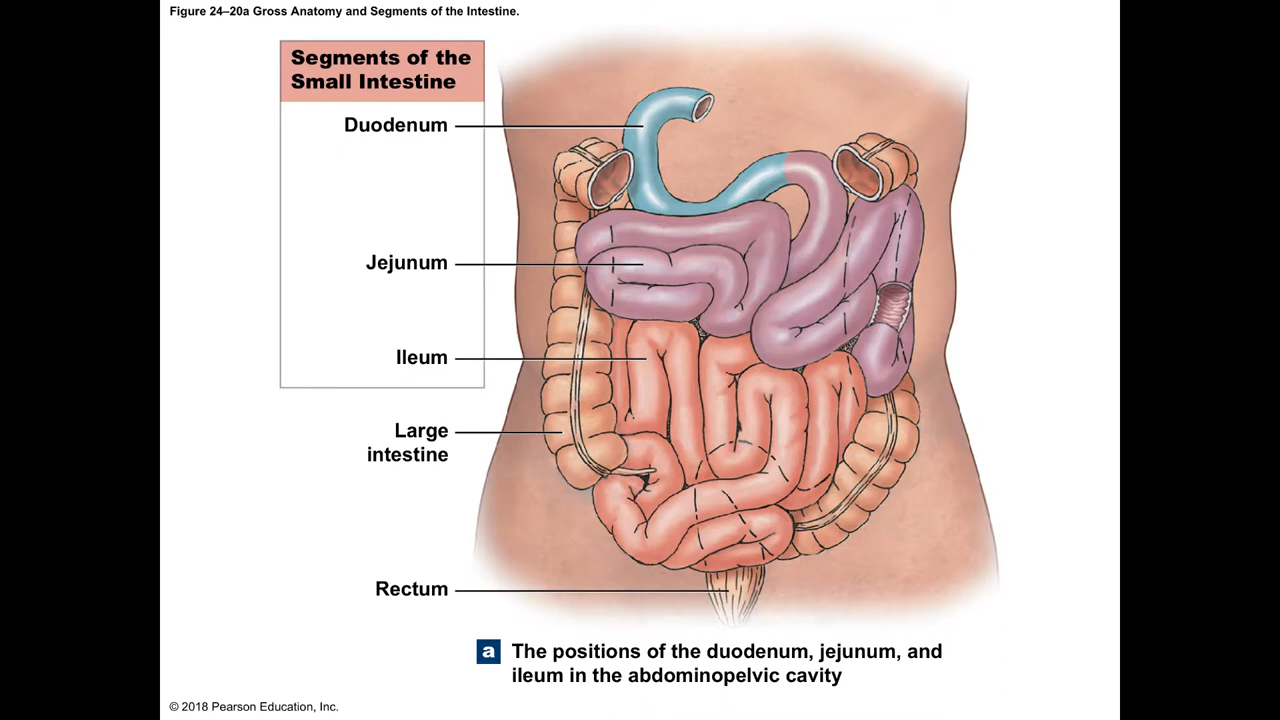 Figure 24–20a Gross Anatomy and Segments of the Intestine.
Segments of the
Small Intestine
Duodenum
Jejunum
Ileum
Large
intestine
Rectum
a The positions of the duodenum, jejunum, and
ileum in the abdominopelvic cavity
© 2018 Pearson Education, Inc.